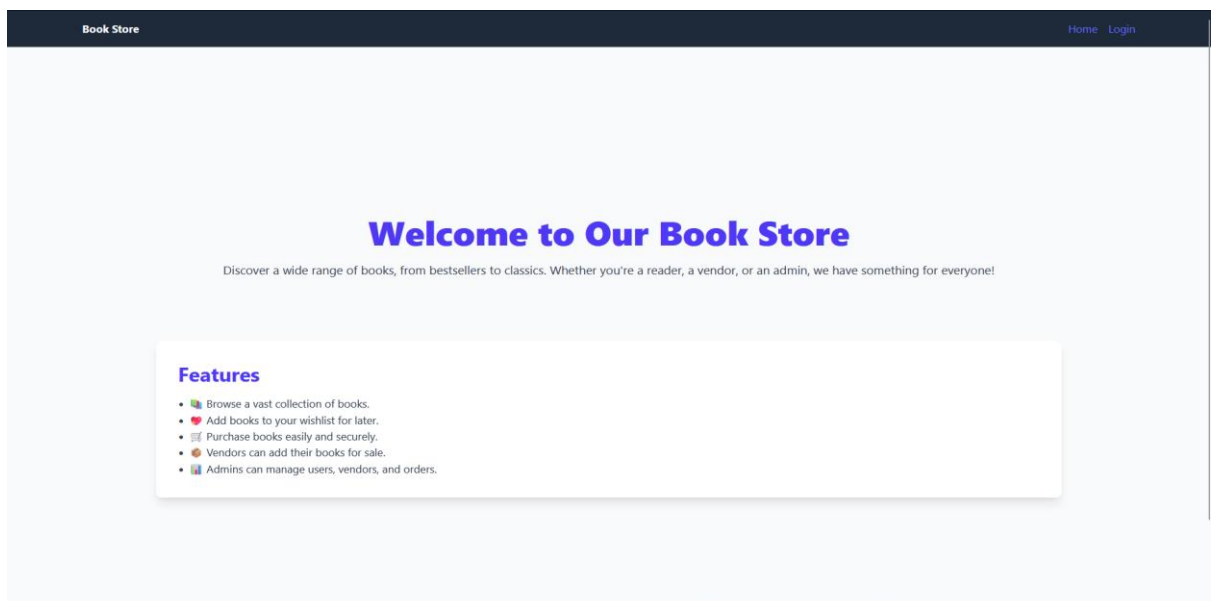 Book Store
Home Login
Welcome to Our Book Store
Discover a wide range of books, from bestsellers to classics. Whether you're a reader, a vendor, or an admin, we have something for everyone!
Features
• 📚 Browse a vast collection of books.
• 💖 Add books to your wishlist for later.
• 🛒 Purchase books easily and securely.
• 📦 Vendors can add their books for sale.
• 📊 Admins can manage users, vendors, and orders.